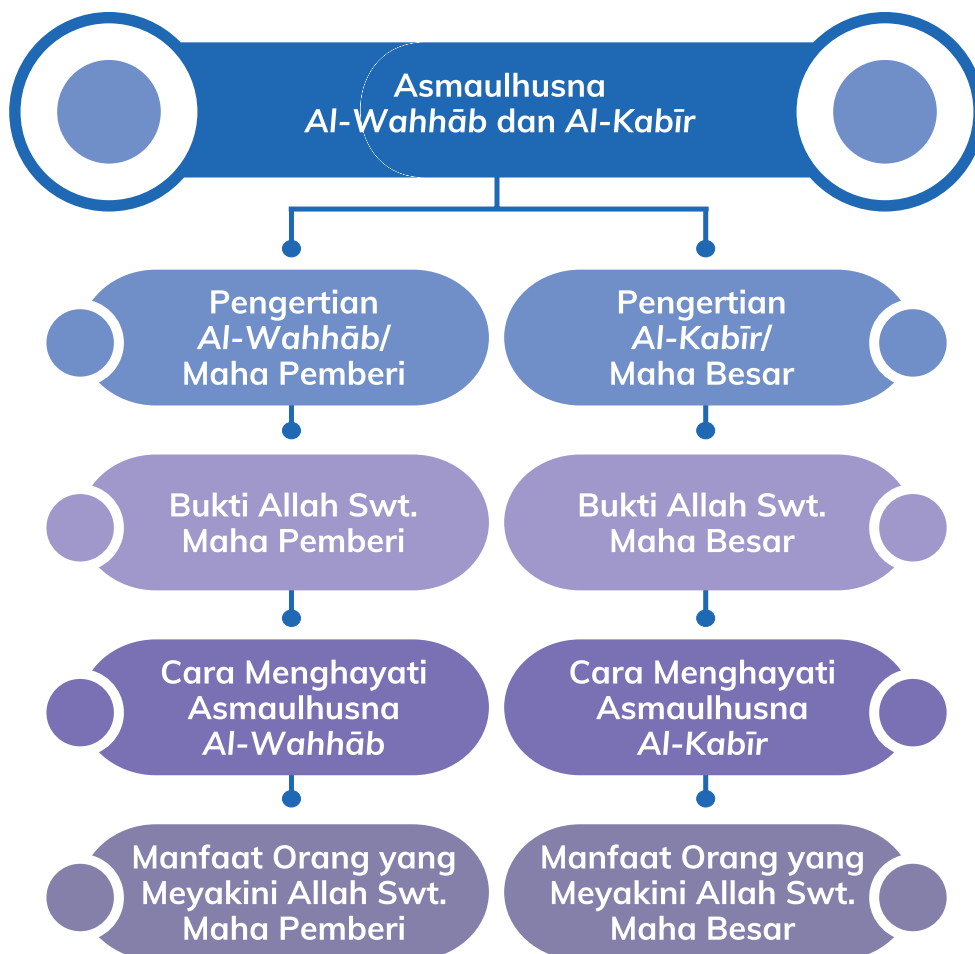 Asmaulhusna
Al-Wahhāb dan Al-Kabīr
Pengertian
Al-Wahhāb/
Maha Pemberi
Pengertian
Al-Kabīr/
Maha Besar
Bukti Allah Swt.
Maha Pemberi
Bukti Allah Swt.
Maha Besar
Cara Menghayati
Asmaulhusna
Al-Wahhāb
Cara Menghayati
Asmaulhusna
Al-Kabīr
Manfaat Orang yang
Meyakini Allah Swt.
Maha Pemberi
Manfaat Orang yang
Meyakini Allah Swt.
Maha Besar